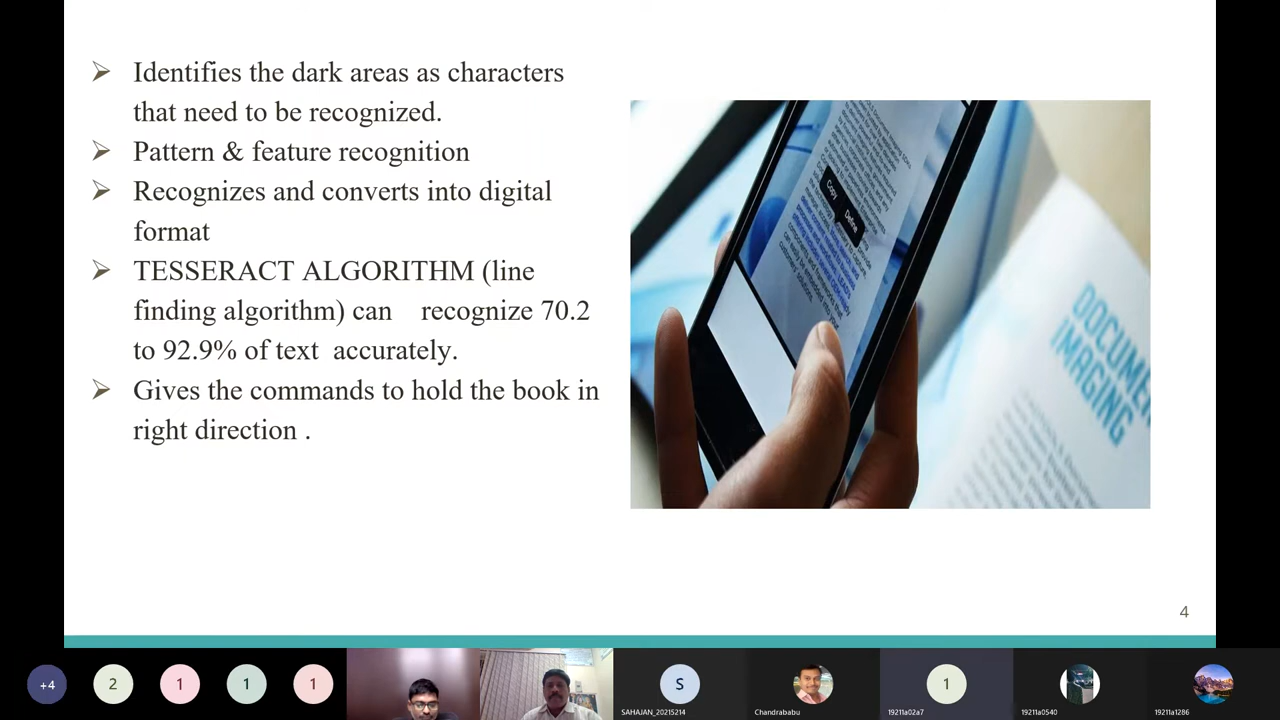 Identifies the dark areas as characters
that need to be recognized.
Pattern & feature recognition
Recognizes and converts into digital
format
TESSERACT ALGORITHM (line
finding algorithm) can recognize 70.2
to 92.9% of text accurately.
Gives the commands to hold the book in
right direction .
Copy
Define
DOCUMEN
IMAGING
4
+4
2
1
1
1
S
SAHAJAN_20215214
Chandrababu
1
19211a02a7
19211a0540
19211a1286